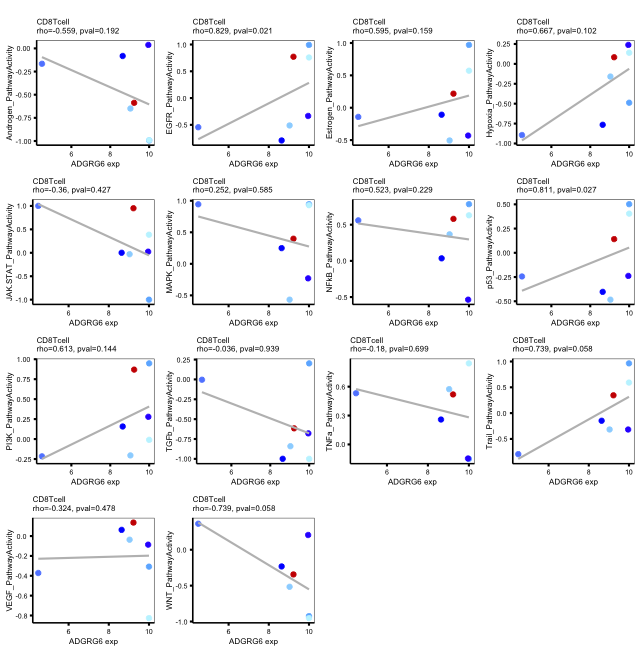 CD8Tcell
rho=-0.559, pval=0.192
Androgen_PathwayActivity
0.00
-0.25
-0.50
-0.75
-1.00
6
8
10
ADGRG6 exp
CD8Tcell
rho=0.829, pval=0.021
EGFR_PathwayActivity
1.0
0.5
0.0
-0.5
6
8
10
ADGRG6 exp
CD8Tcell
rho=0.595, pval=0.159
Estrogen_PathwayActivity
1.0
0.5
0.0
-0.5
6
8
10
ADGRG6 exp
CD8Tcell
rho=0.667, pval=0.102
Hypoxia_PathwayActivity
0.25
0.00
-0.25
-0.50
-0.75
-1.00
6
8
10
ADGRG6 exp
CD8Tcell
rho=-0.36, pval=0.427
JAK-STAT_PathwayActivity
1.0
0.5
0.0
-0.5
-1.0
6
8
10
ADGRG6 exp
CD8Tcell
rho=0.252, pval=0.585
MAPK_PathwayActivity
1.0
0.5
0.0
-0.5
6
8
10
ADGRG6 exp
CD8Tcell
rho=0.523, pval=0.229
NFkB_PathwayActivity
0.5
0.0
-0.5
6
8
10
ADGRG6 exp
CD8Tcell
rho=0.811, pval=0.027
p53_PathwayActivity
0.50
0.25
0.00
-0.25
-0.50
6
8
10
ADGRG6 exp
CD8Tcell
rho=0.613, pval=0.144
PI3K_PathwayActivity
1.00
0.75
0.50
0.25
0.00
-0.25
6
8
10
ADGRG6 exp
CD8Tcell
rho=-0.036, pval=0.939
TGFb_PathwayActivity
0.25
0.00
-0.25
-0.50
-0.75
-1.00
6
8
10
ADGRG6 exp
CD8Tcell
rho=-0.18, pval=0.699
TNFa_PathwayActivity
0.6
0.3
0.0
6
8
10
ADGRG6 exp
CD8Tcell
rho=0.739, pval=0.058
Trail_PathwayActivity
1.0
0.5
0.0
-0.5
6
8
10
ADGRG6 exp
CD8Tcell
rho=-0.324, pval=0.478
VEGF_PathwayActivity
0.0
-0.2
-0.4
-0.6
-0.8
6
8
10
ADGRG6 exp
CD8Tcell
rho=-0.739, pval=0.058
WNT_PathwayActivity
0.0
-0.5
-1.0
6
8
10
ADGRG6 exp